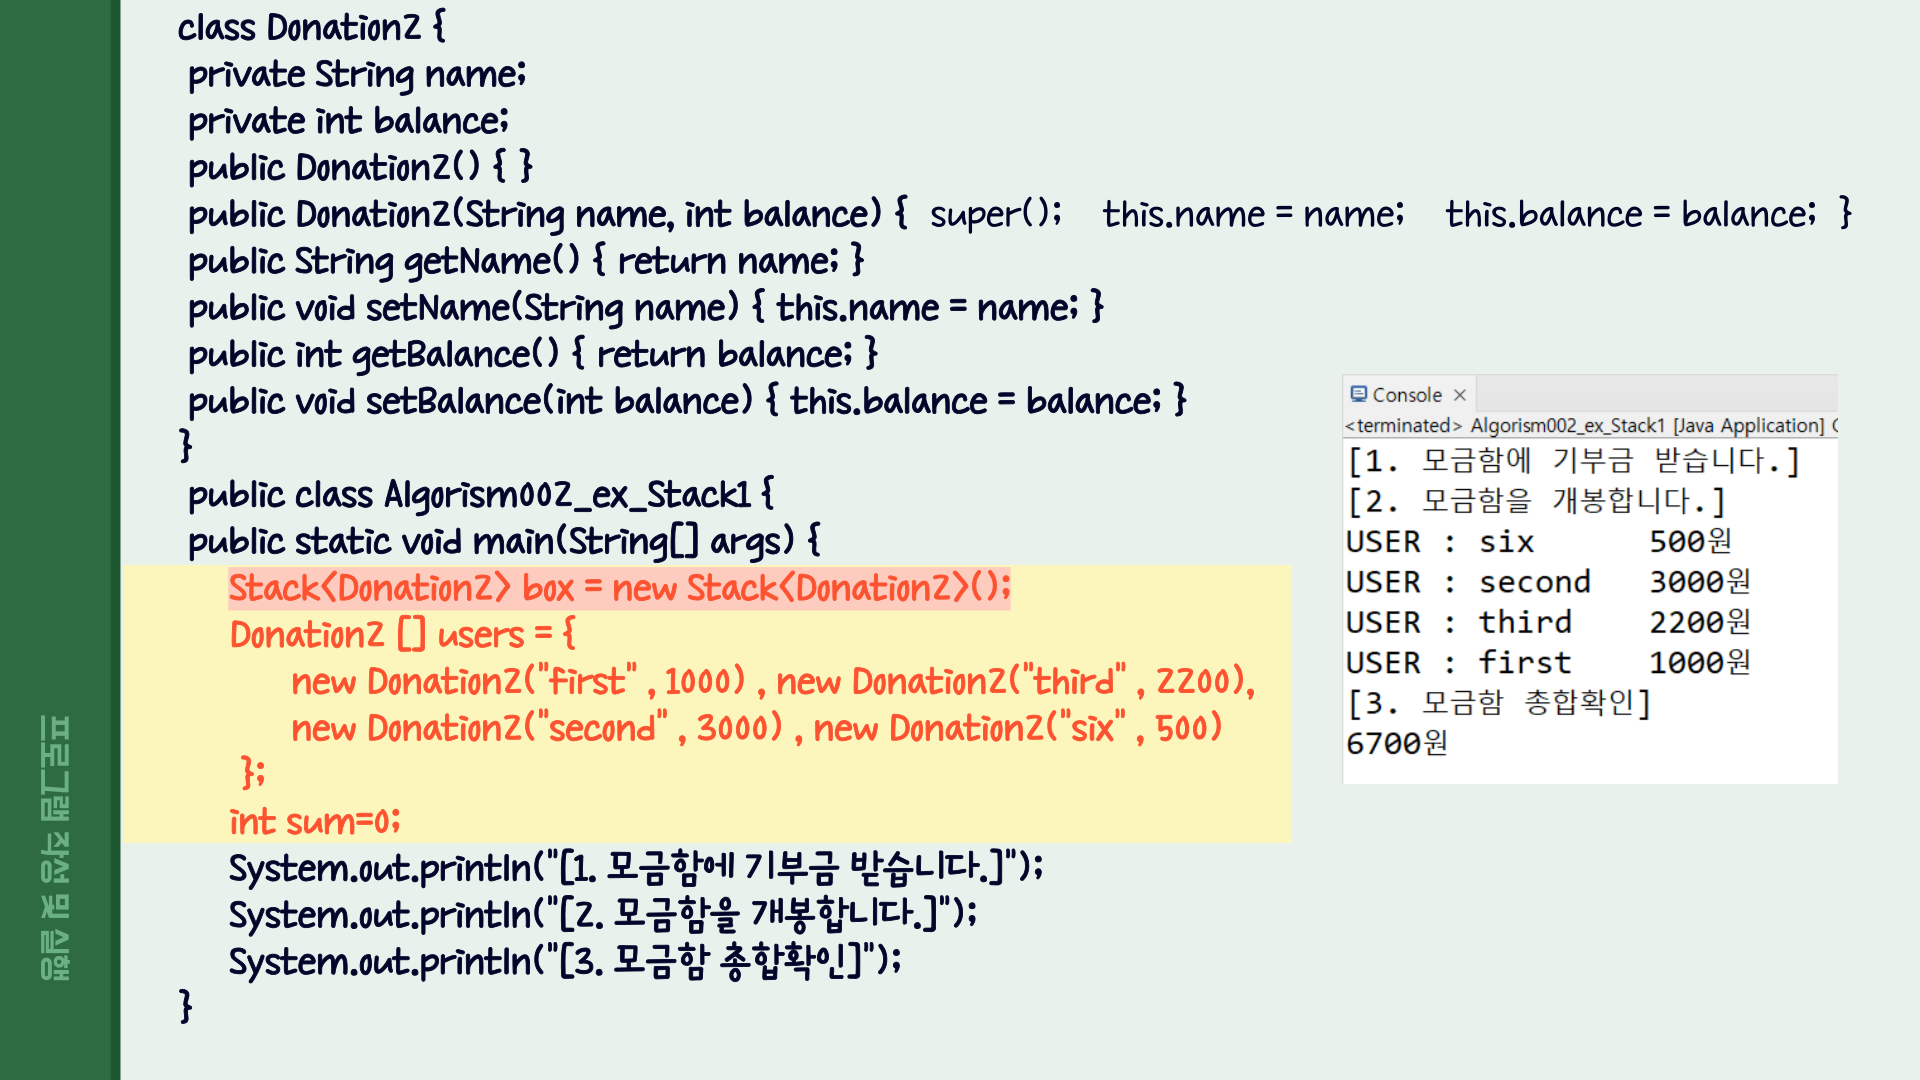 class Donation2 {
private String name;
private int balance;
public Donation2() { }
public Donation2(String name, int balance) { super(); this.name = name; this.balance = balance; }
public String getName() { return name; }
public void setName(String name) { this.name = name; }
public int getBalance() { return balance; }
public void setBalance(int balance) { this.balance = balance; }
}
public class Algorism002_ex_Stack1 {
public static void main(String[] args) {
Stack<Donation2> box = new Stack<Donation2>();
Donation2 [] users = {
new Donation2("first" , 1000) , new Donation2("third" , 2200),
new Donation2("second" , 3000) , new Donation2("six" , 500)
};
int sum=0;
System.out.println("[1. 모금함에 기부금 받습니다.]");
System.out.println("[2. 모금함을 개봉합니다.]");
System.out.println("[3. 모금함 총합확인]");
}
Console
<terminated> Algorism002_ex_Stack1 [Java Application]
[1. 모금함에 기부금 받습니다.]
[2. 모금함을 개봉합니다.]
USER : six 500원
USER : second 3000원
USER : third 2200원
USER : first 1000원
[3. 모금함 총합확인]
6700원
프로그램 작성 및 실행